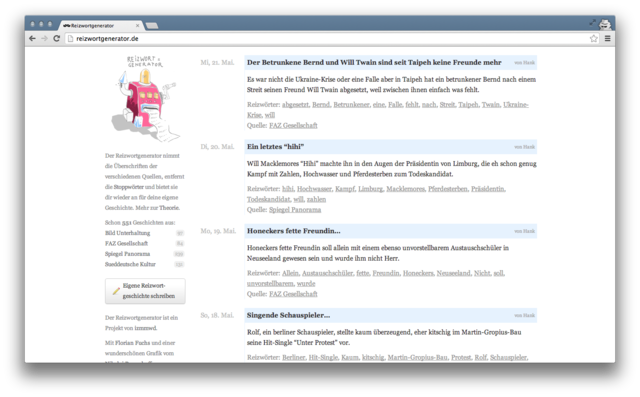 Reizwortgenerator
reizwortgenerator.de
REIZWORT
GENERATOR
Der Reizwortgenerator nimmt
die Überschriften der
verschiedenen Quellen, entfernt
die Stoppwörter und bietet sie
dir wieder an für deine eigene
Geschichte. Mehr zur Theorie.
Schon Geschichten aus:
Bild Unterhaltung
FAZ Gesellschaft
Spiegel Panorama
Sueddeutsche Kultur
Eigene Reizwort-
geschichte schreiben
Der Reizwortgenerator ist ein
Projekt von izmmwd.
Mit Florian Fuchs und einer
wunderschönen Grafik vom
Mi, 21. Mai.
Der Betrunkene Bernd und Will Twain sind seit Taipeh keine Freunde mehr
von Hank
Es war nicht die Ukraine-Krise oder eine Falle aber in Taipeh hat ein betrunkener Bernd nach einem
Streit seinen Freund Will Twain abgesetzt, weil zwischen ihnen einfach was fehlt.
Reizwörter: abgesetzt, Bernd, Betrunkener, eine, Falle, fehlt, nach, Streit, Taipeh, Twain, Ukraine-
Krise, will
Quelle: FAZ Gesellschaft
Di, 20. Mai.
Ein letztes “hihi”
von Hank
Will Macklemores “Hihi” machte ihn in den Augen der Präsidentin von Limburg, die eh schon genug
Kampf mit Zahlen, Hochwasser und Pferdesterben zum Todeskandidat.
Reizwörter: hihi, Hochwasser, Kampf, Limburg, Macklemores, Pferdesterben, Präsidentin,
Todeskandidat, will, zahlen
Quelle: Spiegel Panorama
Mo, 19. Mai.
Honeckers fette Freundin...
von Hank
Honeckers fette Freundin soll allein mit einem ebenso unvorstellbarem Austauschschüler in
Neuseeland gewesen sein und wurde ihm nicht Herr.
Reizwörter: Allein, Austauschschüler, fette, Freundin, Honeckers, Neuseeland, Nicht, soll,
unvorstellbarem, wurde
Quelle: FAZ Gesellschaft
So, 18. Mai.
Singende Schauspieler...
von Hank
Rolf, ein berliner Schauspieler, stellte kaum überzeugend, eher kitschig im Martin-Gropius-Bau
seine Hit-Single “Unter Protest” vor.
Reizwörter: Berliner, Hit-Single, Kaum, kitschig, Martin-Gropius-Bau, Protest, Rolf, Schauspieler,